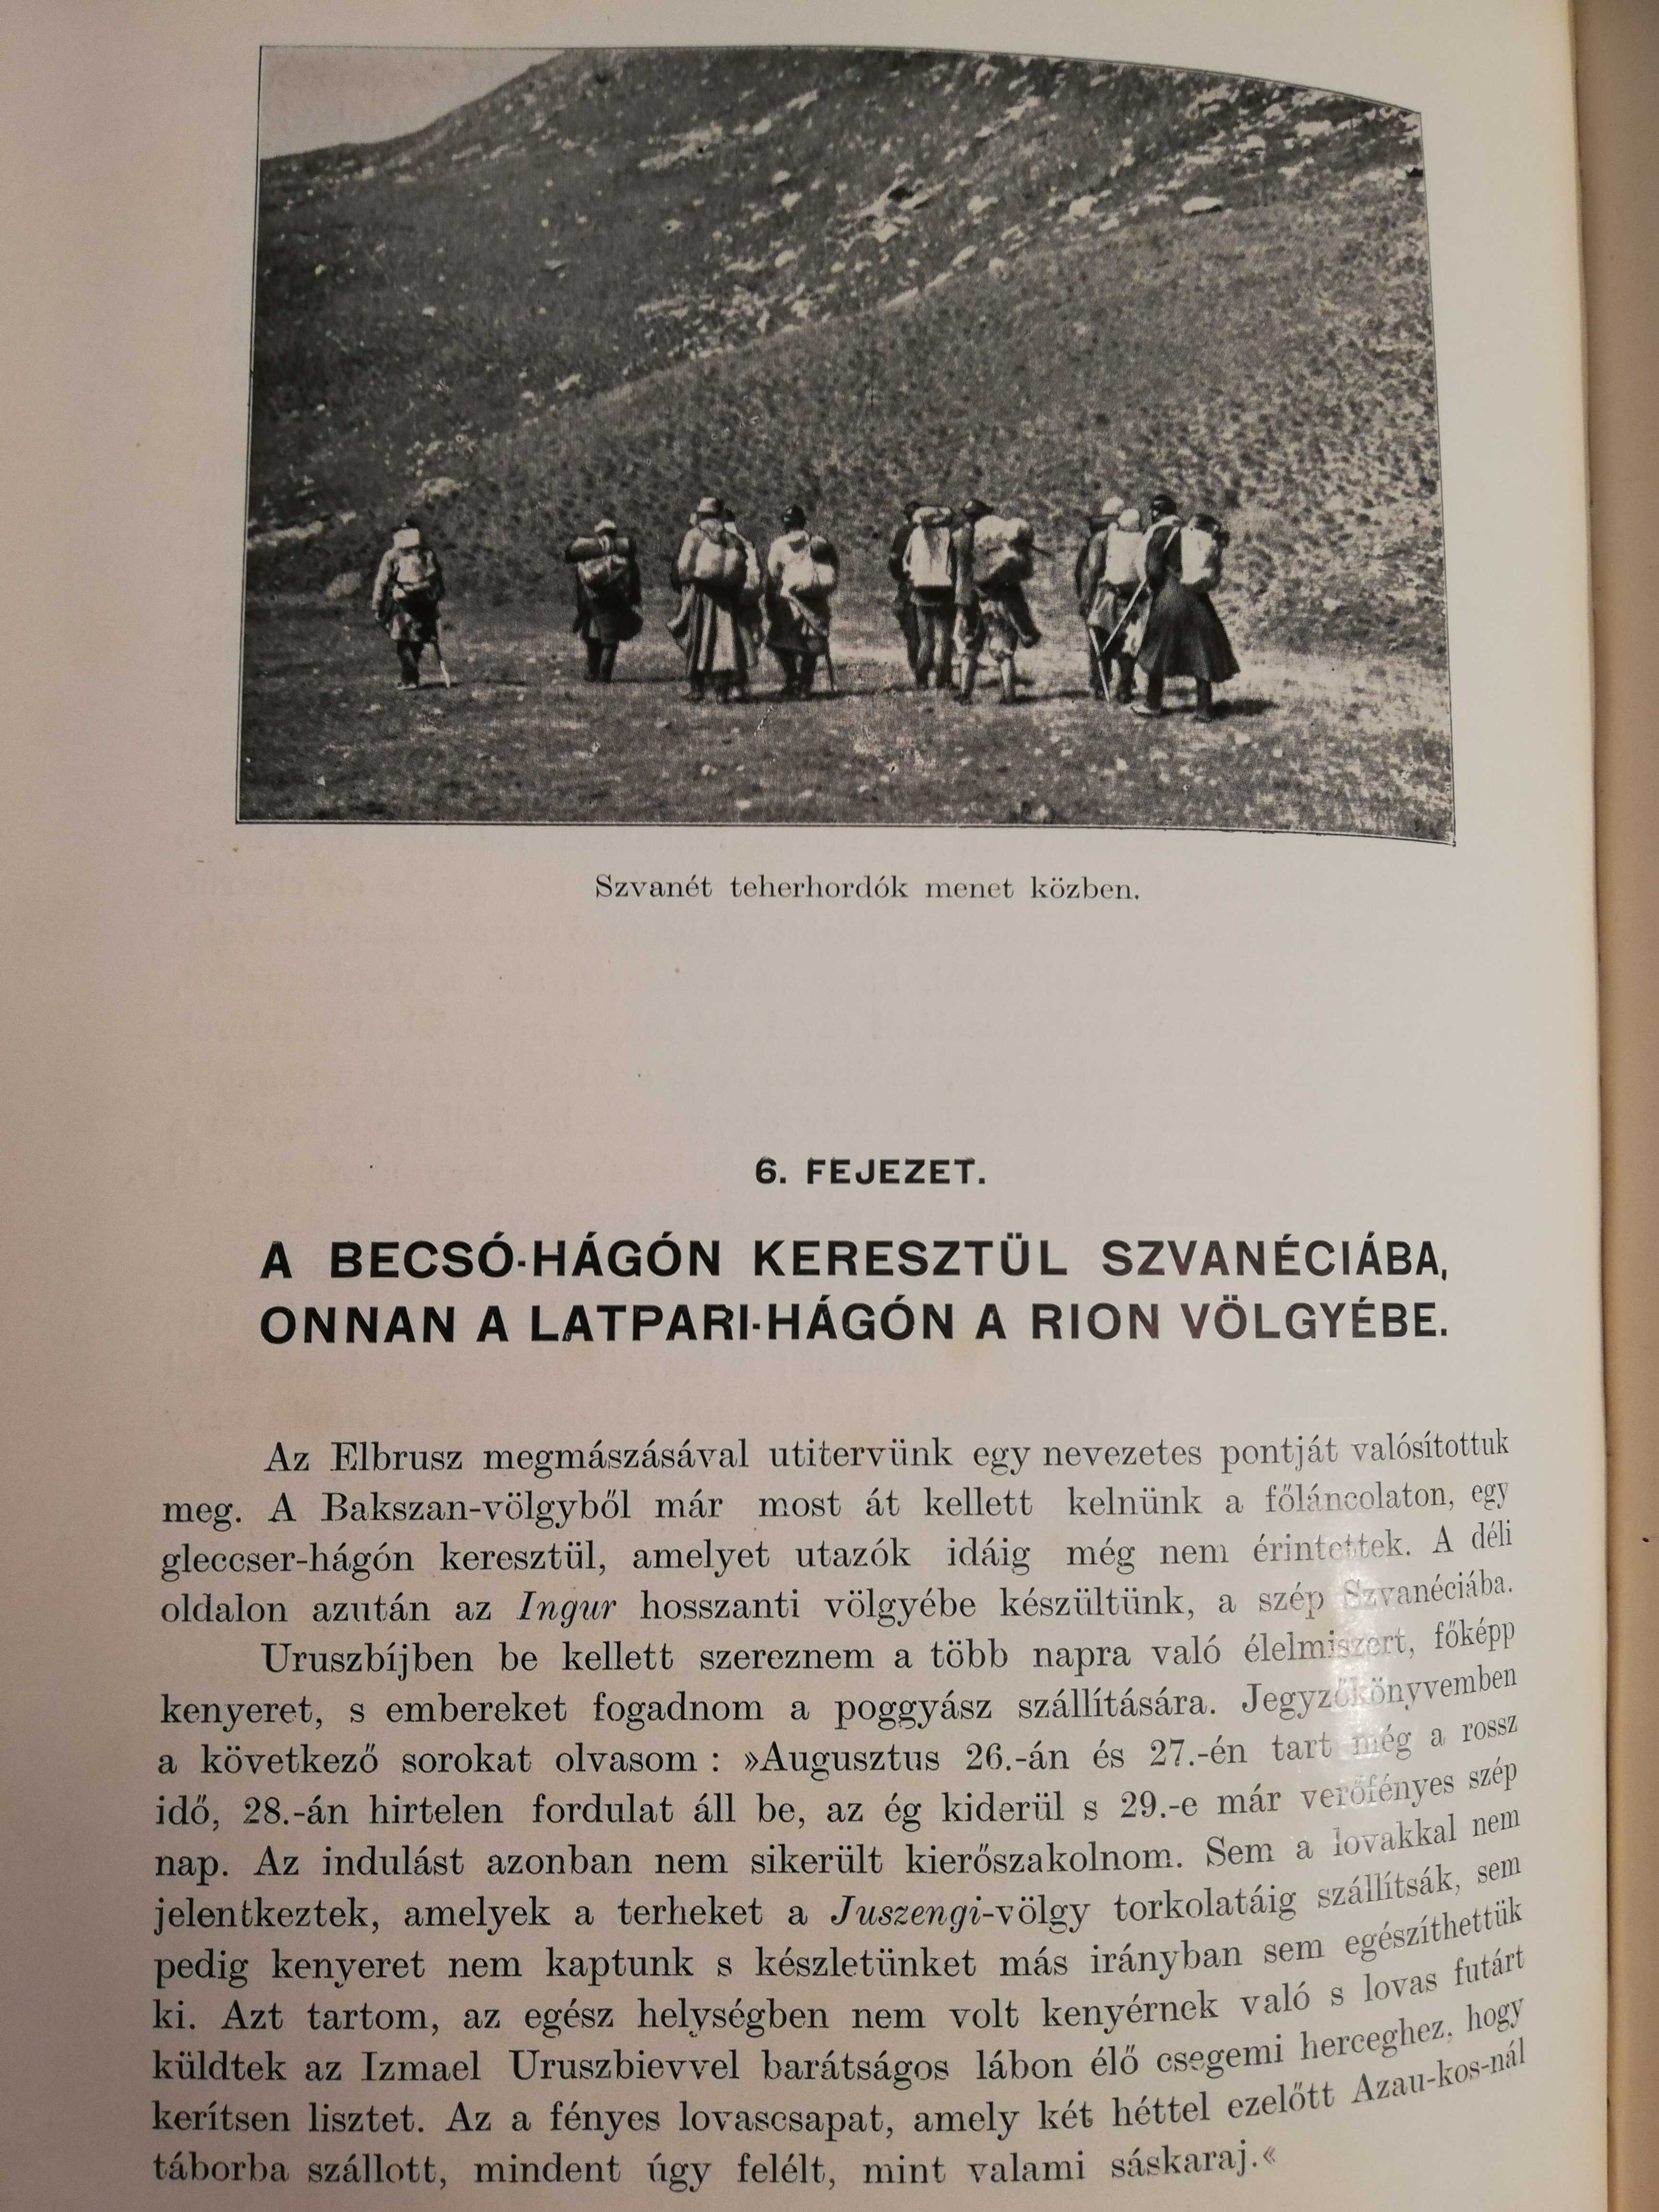 Szvanét teherhordók menet közben.
6. FEJEZET.
A BECSÓ-HÁGÓN KERESZTÜL SZVANÉCIÁBA,
ONNAN A LATPARI-HÁGÓN A RION VÖLGYÉBE.
Az Elbrusz megmászásával utitervünk egy nevezetes pontját valósítottuk
meg. A Bakszan-völgyből már most át kellett kelnünk a főláncolaton, egy
gleccser-hágón keresztül, amelyet utazók idáig még nem érintettek. A déli
oldalon azután az Ingur hosszanti völgyébe készültünk, a szép Szvanéciába.
Uruszbíjben be kellett szereznem a több napra való élelmiszert, főképp
kenyeret, s embereket fogadnom a poggyász szállítására. Jegyzőkönyvemben
a következő sorokat olvasom : »Augusztus 26.-án és 27.-én tart még a rossz
idő, 28.-án hirtelen fordulat áll be, az ég kiderül s 29.-e már verőfényes szép
nap. Az indulást azonban nem sikerült kierőszakolnom. Sem a lovakkal nem
jelentkeztek, amelyek a terheket a Juszengi-völgy torkolatáig szállítsák, sem
pedig kenyeret nem kaptunk s készletünket más irányban sem egészíthettük
ki. Azt tartom, az egész helységben nem volt kenyérnek való s lovas futárt
küldtek az Izmael Uruszbievvel barátságos lábon élő csegemi herceghez, hogy
kerítsen lisztet. Az a fényes lovascsapat, amely két héttel ezelőtt Azau-kos-nál
táborba szállott, mindent úgy felélt, mint valami sáskaraj.«